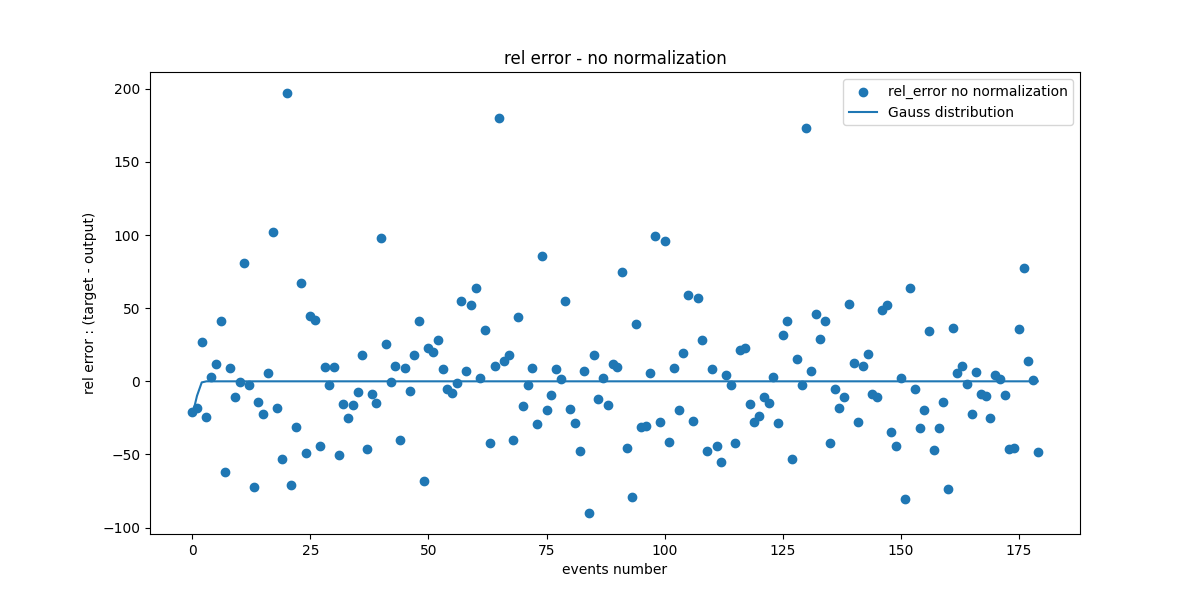 rel error - no normalization
rel_error no normalization
Gauss distribution
200
150
100
50
0
−50
−100
rel error : (target - output)
0 25 50 75 100 125 150 175
events number